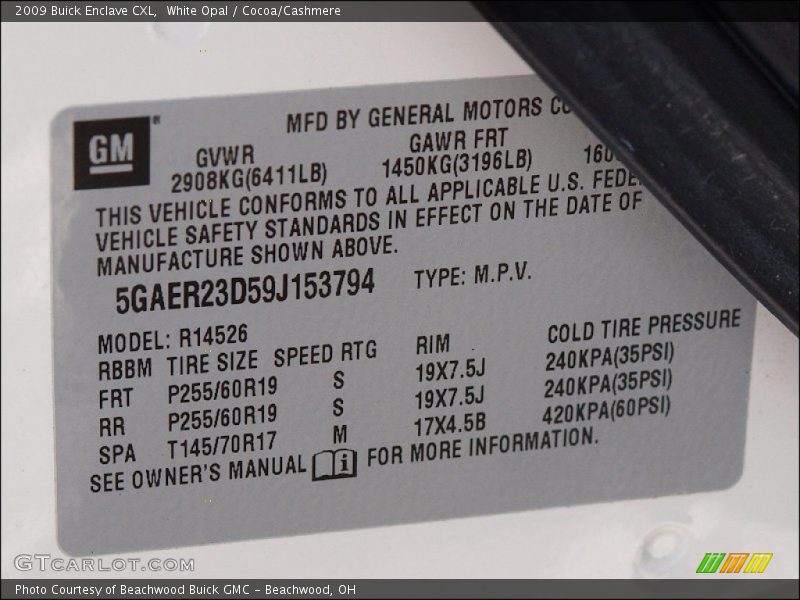 2009 Buick Enclave CXL, White Opal / Cocoa/Cashmere
GM® MFD BY GENERAL MOTORS
GVWR GAWR FRT
2908KG(6411LB) 1450KG(3196LB)
THIS VEHICLE CONFORMS TO ALL APPLICABLE U.S.
VEHICLE SAFETY STANDARDS IN EFFECT ON THE DATE OF
MANUFACTURE SHOWN ABOVE.
5GAER23D59J153794 TYPE: M.P.V.
MODEL: R14526
RBBM TIRE SIZE SPEED RTG RIM COLD TIRE PRESSURE
FRT P255/60R19 S 19X7.5J 240KPA(35PSI)
RR P255/60R19 S 19X7.5J 240KPA(35PSI)
SPA T145/70R17 M 17X4.5B 420KPA(60PSI)
SEE OWNER'S MANUAL i FOR MORE INFORMATION.
GTCARLOT.COM
Photo Courtesy of Beachwood Buick GMC - Beachwood, OH